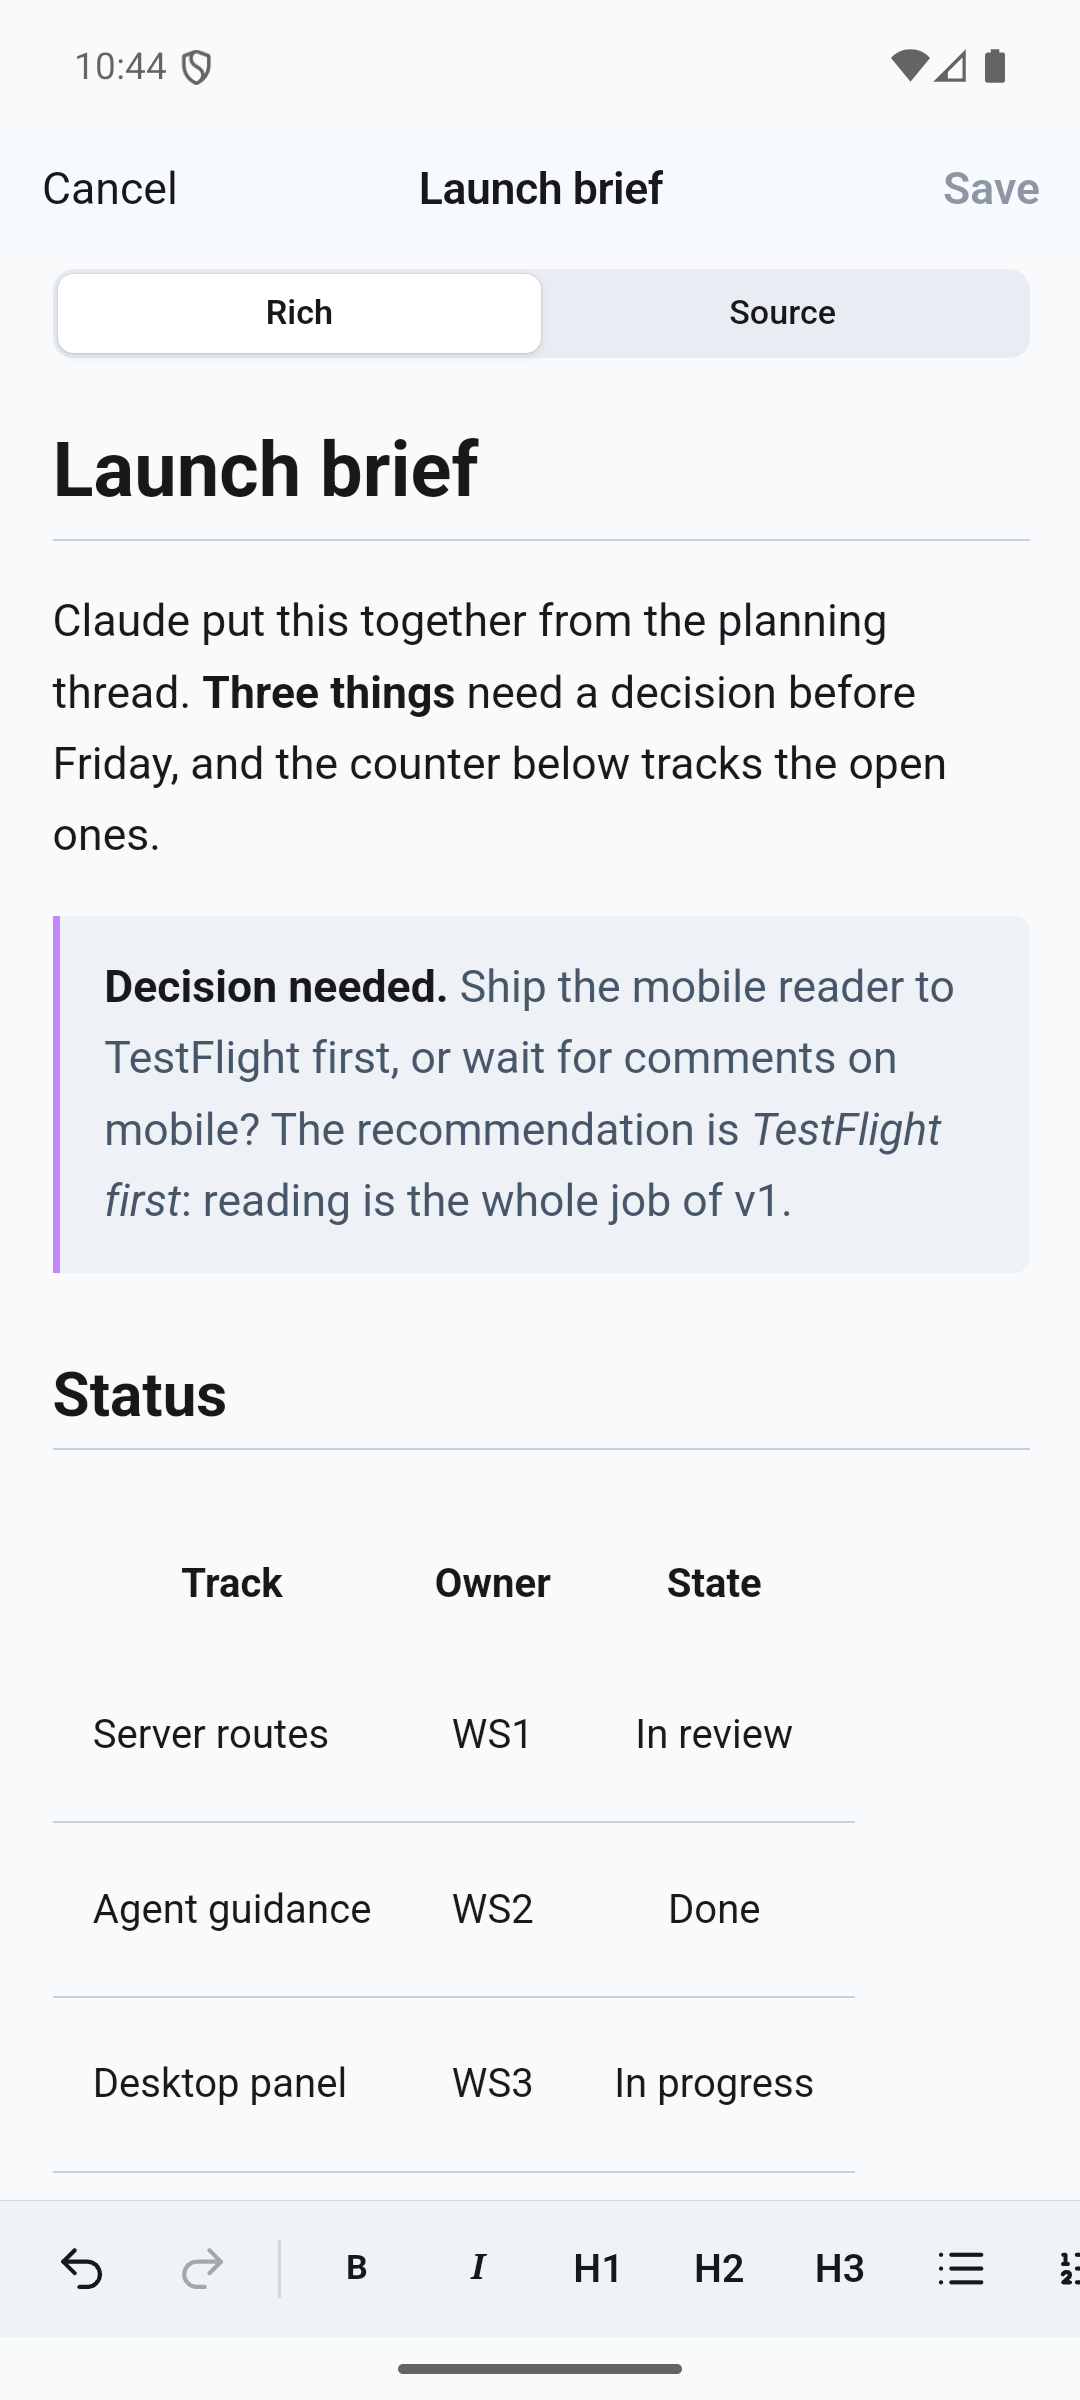 10:44
Cancel
Launch brief
Save
Rich
Source
Launch brief
Claude put this together from the planning
thread. Three things need a decision before
Friday, and the counter below tracks the open
ones.
Decision needed. Ship the mobile reader to
TestFlight first, or wait for comments on
mobile? The recommendation is TestFlight
first: reading is the whole job of v1.
Status
Track Owner State
Server routes WS1 In review
Agent guidance WS2 Done
Desktop panel WS3 In progress
B I H1 H2 H3